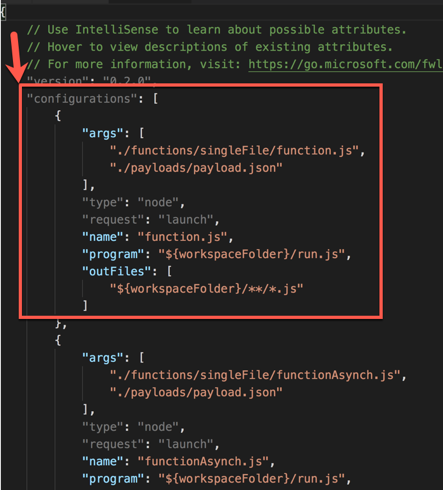 {
// Use IntelliSense to learn about possible attributes.
// Hover to view descriptions of existing attributes.
// For more information, visit: https://go.microsoft.com/fwl
"version": "0.2.0",
"configurations": [
{
"args": [
"./functions/singleFile/function.js",
"./payloads/payload.json"
],
"type": "node",
"request": "launch",
"name": "function.js",
"program": "${workspaceFolder}/run.js",
"outFiles": [
"${workspaceFolder}/**/*.js"
]
},
{
"args": [
"./functions/singleFile/functionAsynch.js",
"./payloads/payload.json"
],
"type": "node",
"request": "launch",
"name": "functionAsynch.js",
"program": "${workspaceFolder}/run.js",